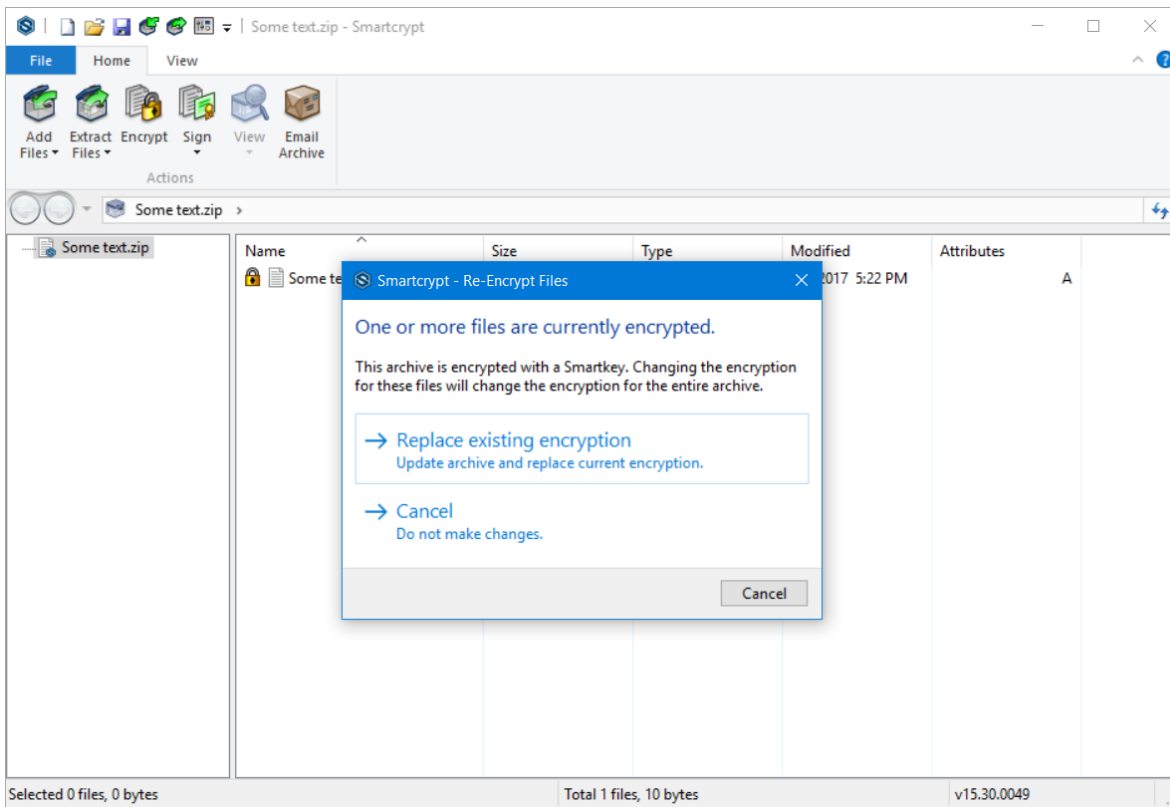 Some text.zip - Smartcrypt
File Home View
Add Files Extract Files Encrypt Sign View Email Archive
Actions
Some text.zip >
Some text.zip
Name Size Type Modified Attributes
Some 2017 5:22 PM A
Smartcrypt - Re-Encrypt Files
One or more files are currently encrypted.
This archive is encrypted with a Smartkey. Changing the encryption
for these files will change the encryption for the entire archive.
Replace existing encryption
Update archive and replace current encryption.
Cancel
Do not make changes.
Cancel
Selected 0 files, 0 bytes Total 1 files, 10 bytes v15.30.0049